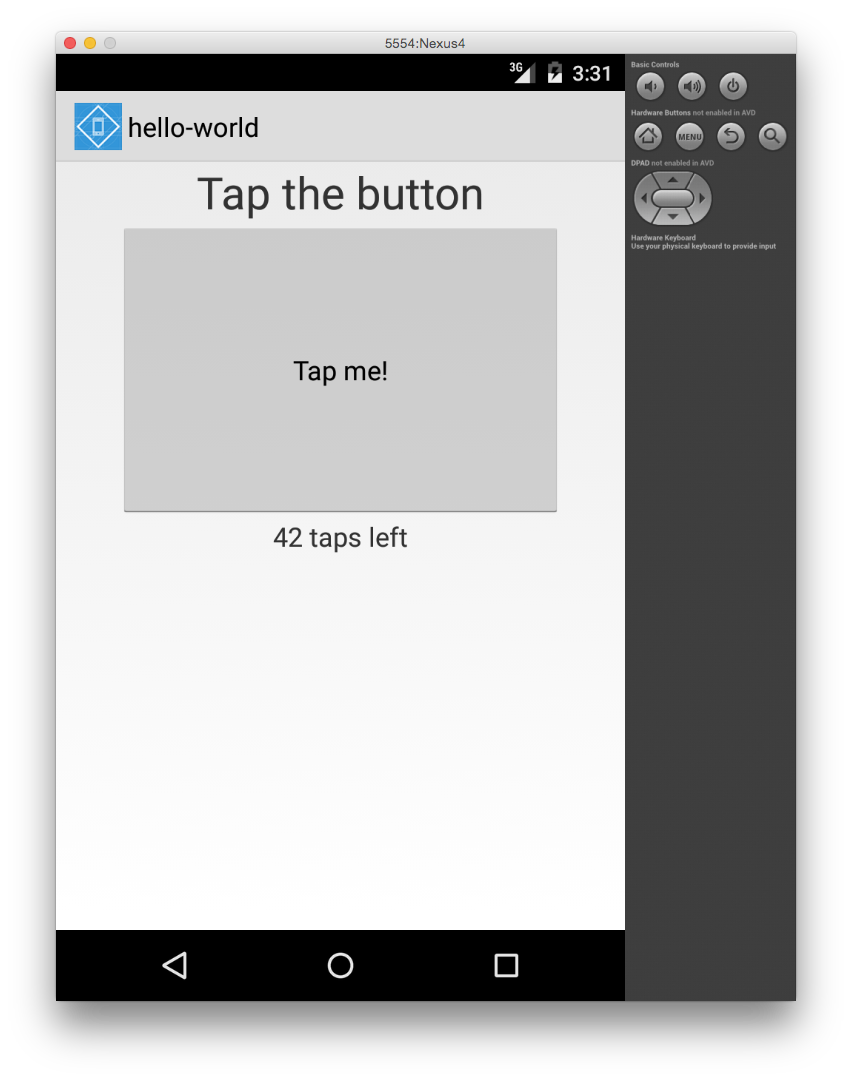 5554:Nexus4
3G 3:31
hello-world
Tap the button
Tap me!
42 taps left
Basic Controls
Hardware Buttons not enabled in AVD
MENU
DPAD not enabled in AVD
Hardware Keyboard
Use your physical keyboard to provide input